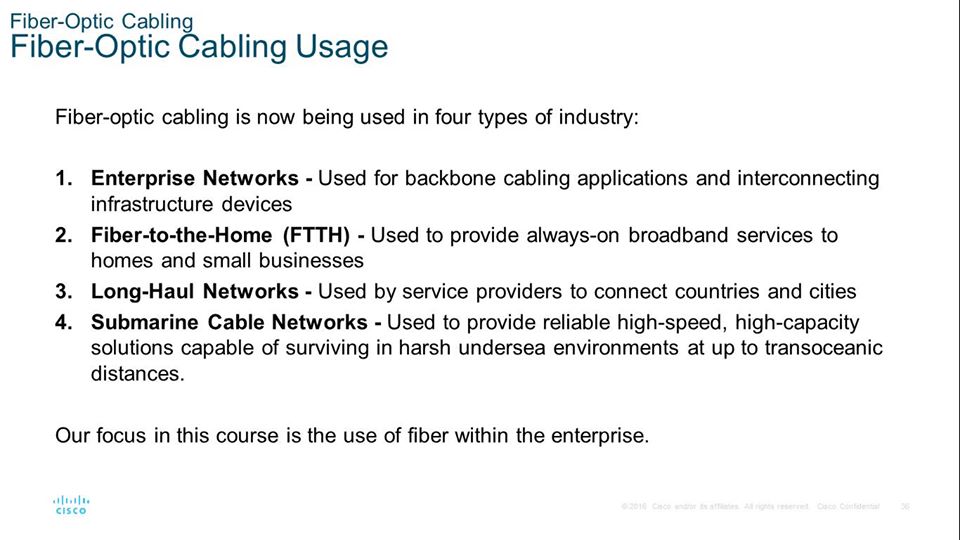 Fiber-Optic Cabling
Fiber-Optic Cabling Usage
Fiber-optic cabling is now being used in four types of industry:
1. Enterprise Networks - Used for backbone cabling applications and interconnecting
infrastructure devices
2. Fiber-to-the-Home (FTTH) - Used to provide always-on broadband services to
homes and small businesses
3. Long-Haul Networks - Used by service providers to connect countries and cities
4. Submarine Cable Networks - Used to provide reliable high-speed, high-capacity
solutions capable of surviving in harsh undersea environments at up to transoceanic
distances.
Our focus in this course is the use of fiber within the enterprise.
CISCO
© 2016 Cisco and/or its affiliates. All rights reserved. Cisco Confidential 36